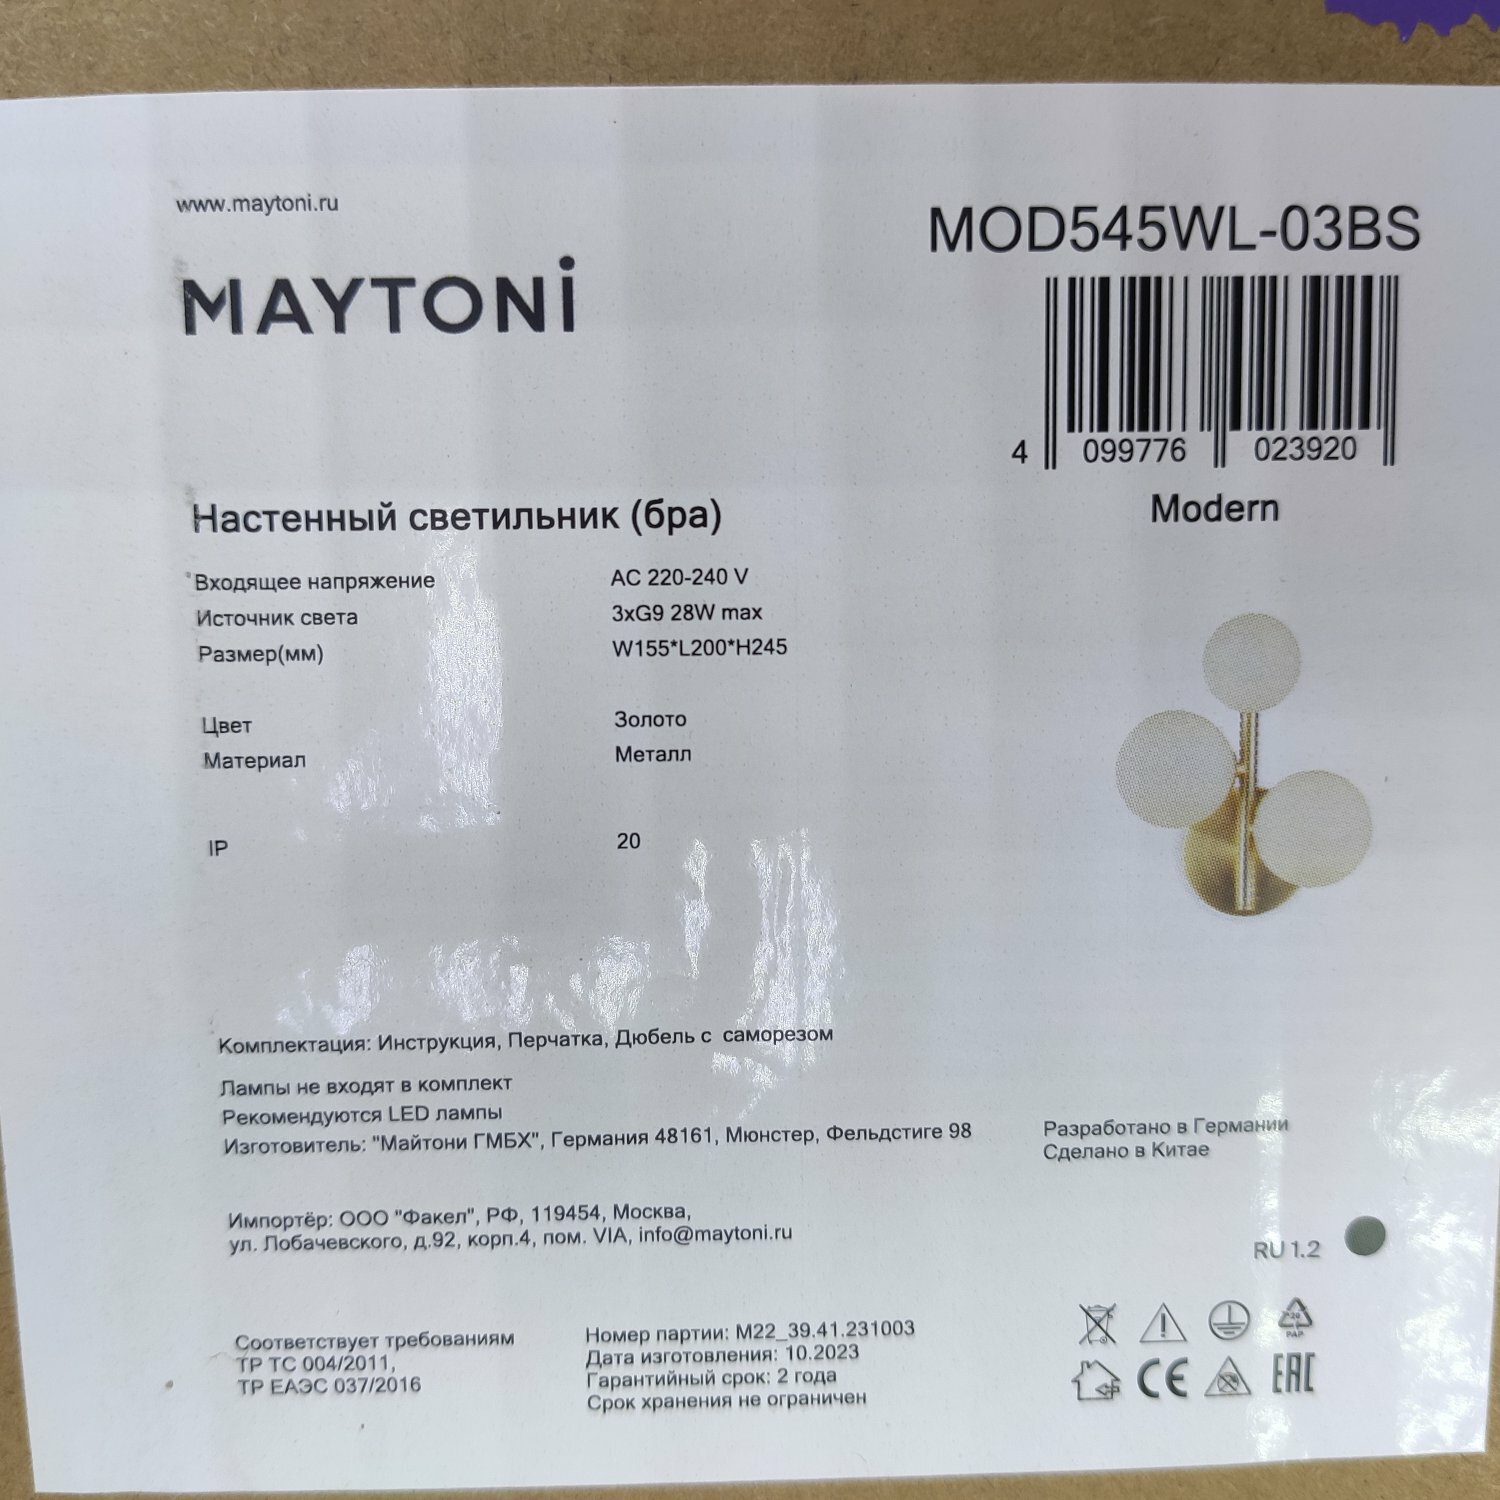 www.maytoni.ru
MAYTONi
MOD545WL-03BS
4 099776 023920
Modern
Настенный светильник (бра)
Входящее напряжение AC 220-240 V
Источник света 3xG9 28W max
Размер(мм) W155*L200*H245
Цвет Золото
Материал Металл
IP 20
Комплектация: Инструкция, Перчатка, Дюбель с саморезом
Лампы не входят в комплект
Рекомендуются LED лампы
Изготовитель: "Майтони ГМБХ", Германия 48161, Мюнстер, Фельдстиге 98
Разработано в Германии
Сделано в Китае
Импортёр: ООО "Факел", РФ, 119454, Москва,
ул. Лобачевского, д.92, корп.4, пом. VIA, info@maytoni.ru
RU 1.2
Соответствует требованиям
ТР ТС 004/2011,
ТР ЕАЭС 037/2016
Номер партии: M22_39.41.231003
Дата изготовления: 10.2023
Гарантийный срок: 2 года
Срок хранения не ограничен
20
PAP
CE
EAC